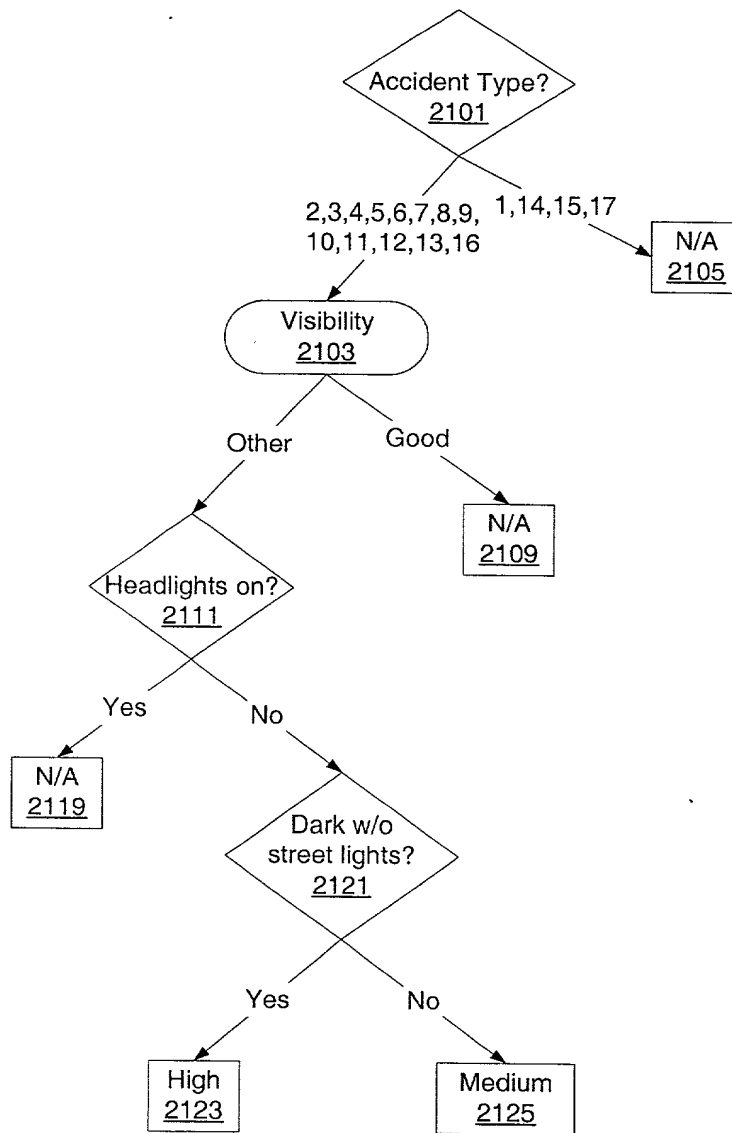 Accident Type?
2101
2,3,4,5,6,7,8,9,
10,11,12,13,16
1,14,15,17
N/A
2105
Visibility
2103
Other
Good
N/A
2109
Headlights on?
2111
Yes
No
N/A
2119
Dark w/o
street lights?
2121
Yes
No
High
2123
Medium
2125